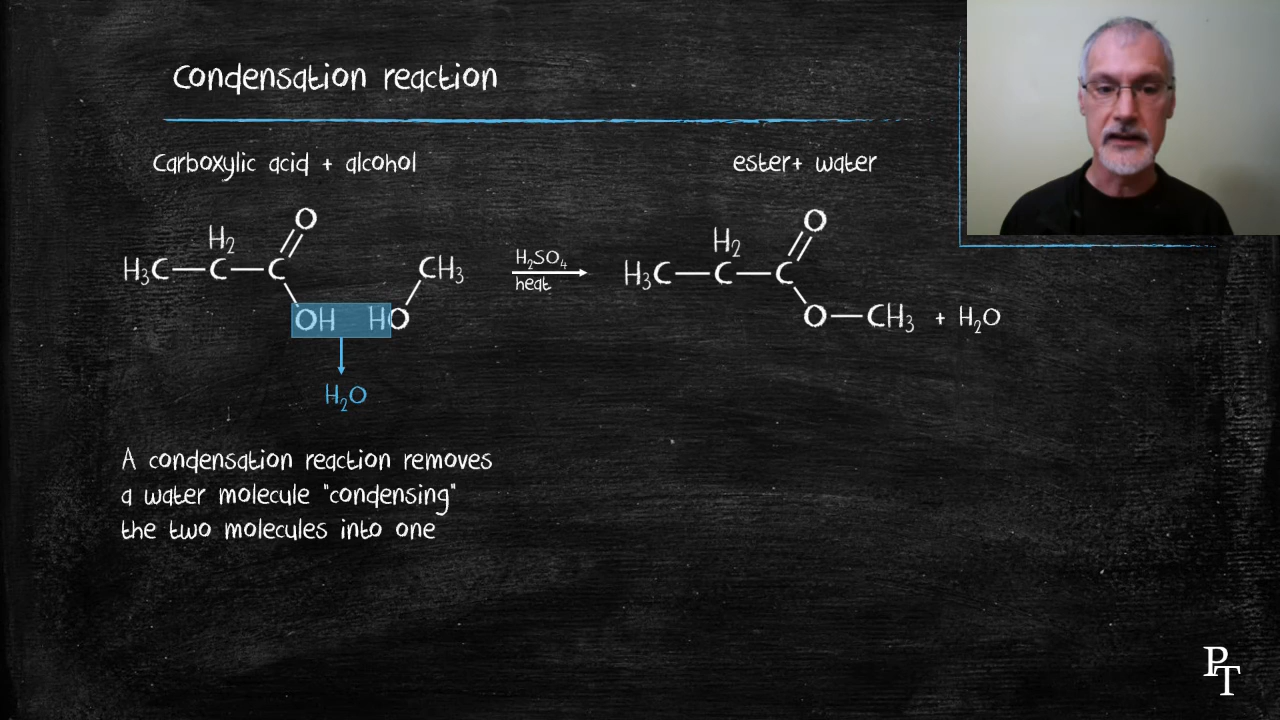 Condensation reaction
Carboxylic acid + alcohol
ester+ water
O
H₂
H₃C—C—C
CH₃
OH HO
H₂O
H₂SO₄
heat
O
H₂
H₃C—C—C
O—CH₃ + H₂O
A condensation reaction removes
a water molecule "condensing"
the two molecules into one
PT